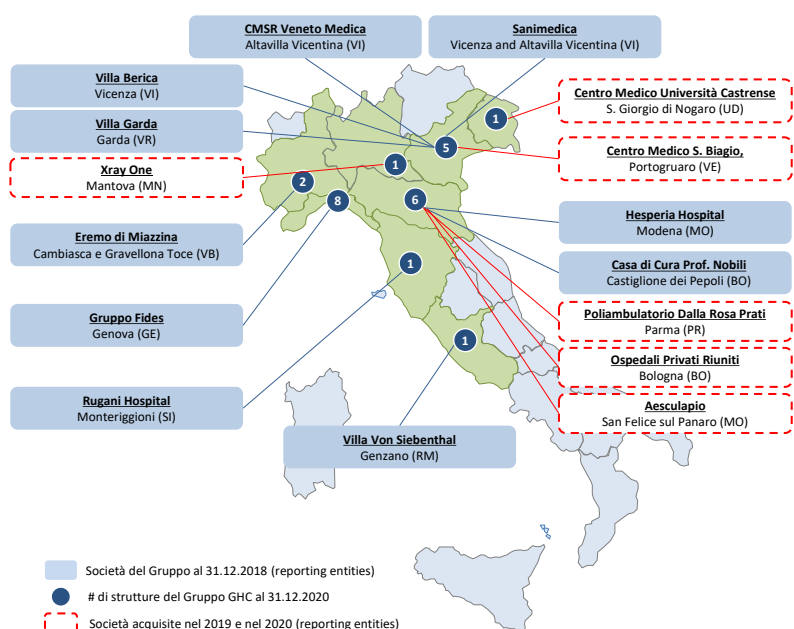 CMSR Veneto Medica
Altavilla Vicentina (VI)
Sanimedica
Vicenza and Altavilla Vicentina (VI)
Villa Berica
Vicenza (VI)
Centro Medico Università Castrense
S. Giorgio di Nogaro (UD)
Villa Garda
Garda (VR)
Centro Medico S. Biagio,
Portogruaro (VE)
Xray One
Mantova (MN)
1
5
1
2
8
6
1
1
Hesperia Hospital
Modena (MO)
Eremo di Miazzina
Cambiasca e Gravellona Toce (VB)
Casa di Cura Prof. Nobili
Castiglione dei Pepoli (BO)
Gruppo Fides
Genova (GE)
Poliambulatorio Dalla Rosa Prati
Parma (PR)
Ospedali Privati Riuniti
Bologna (BO)
Rugani Hospital
Monteriggioni (SI)
Aesculapio
San Felice sul Panaro (MO)
Villa Von Siebenthal
Genzano (RM)
Società del Gruppo al 31.12.2018 (reporting entities)
# di strutture del Gruppo GHC al 31.12.2020
Società acquisite nel 2019 e nel 2020 (reporting entities)